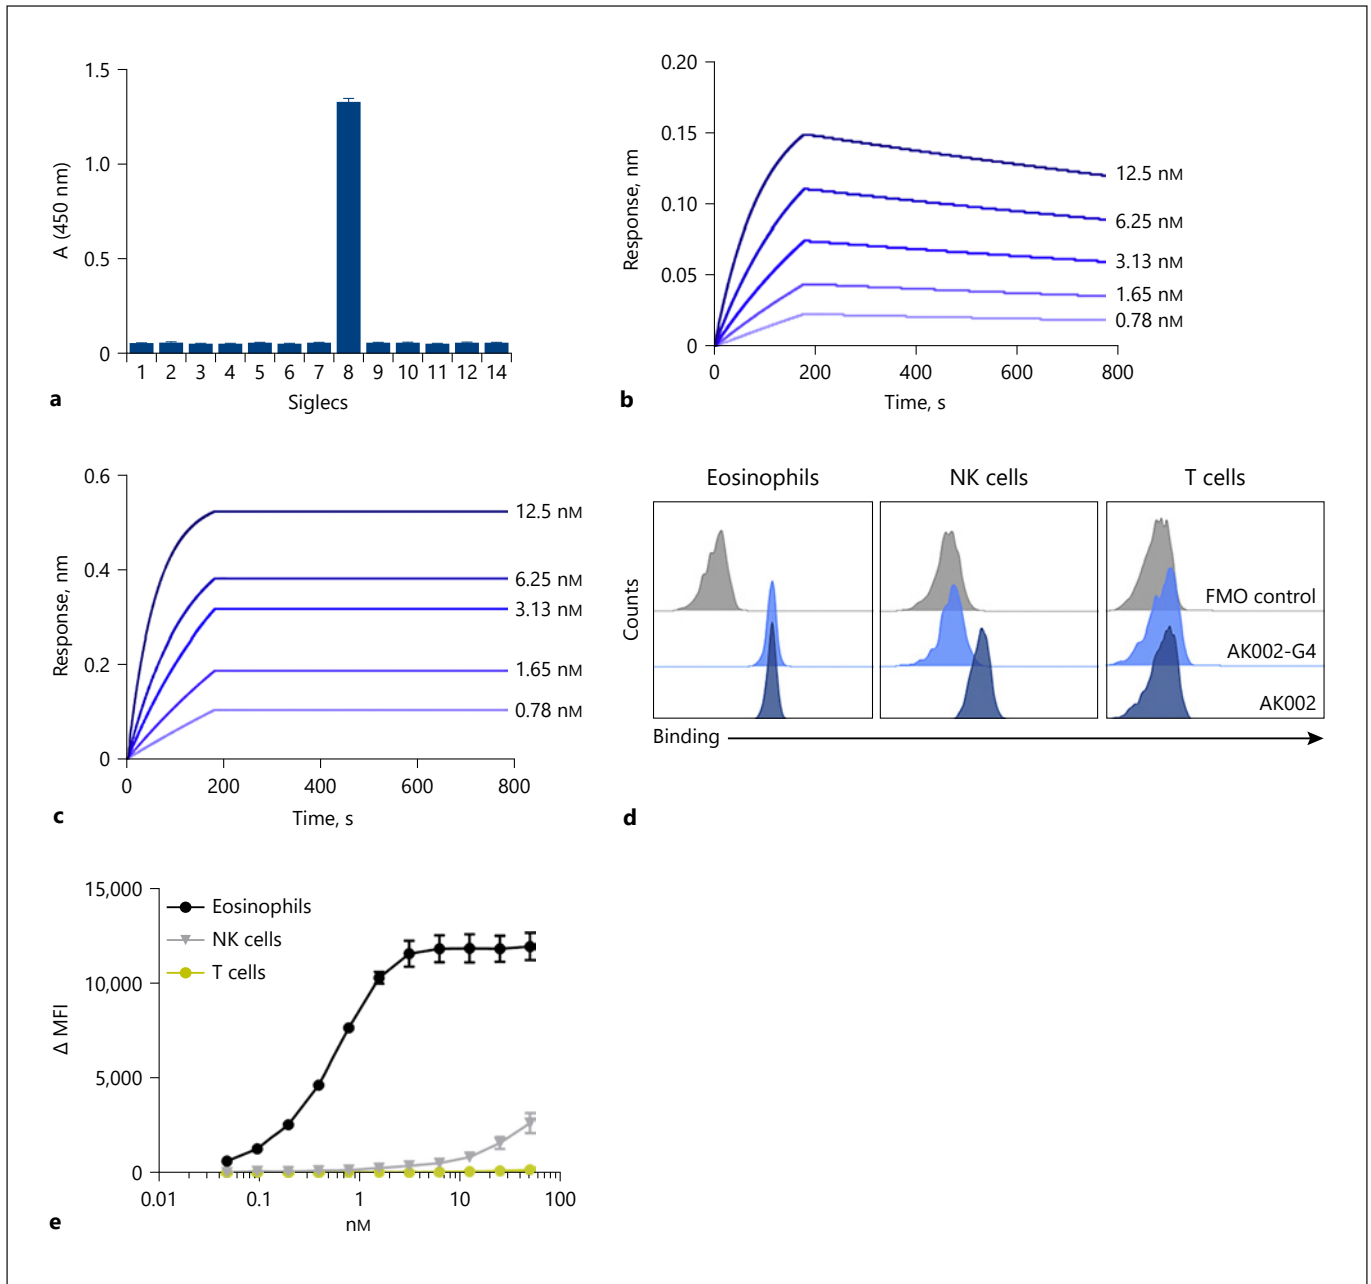 1.5
1.0
0.5
0
A (450 nm)
1 2 3 4 5 6 7 8 9 10 11 12 14
Siglecs
a
0.20
0.15
0.10
0.05
0
Response, nm
12.5 nM
6.25 nM
3.13 nM
1.65 nM
0.78 nM
0 200 400 600 800
Time, s
b
0.6
0.4
0.2
0
Response, nm
12.5 nM
6.25 nM
3.13 nM
1.65 nM
0.78 nM
0 200 400 600 800
Time, s
c
Eosinophils NK cells T cells
Counts
FMO control
AK002-G4
AK002
Binding
d
15,000
10,000
5,000
0
Δ MFI
Eosinophils
NK cells
T cells
0.01 0.1 1 10 100
nM
e